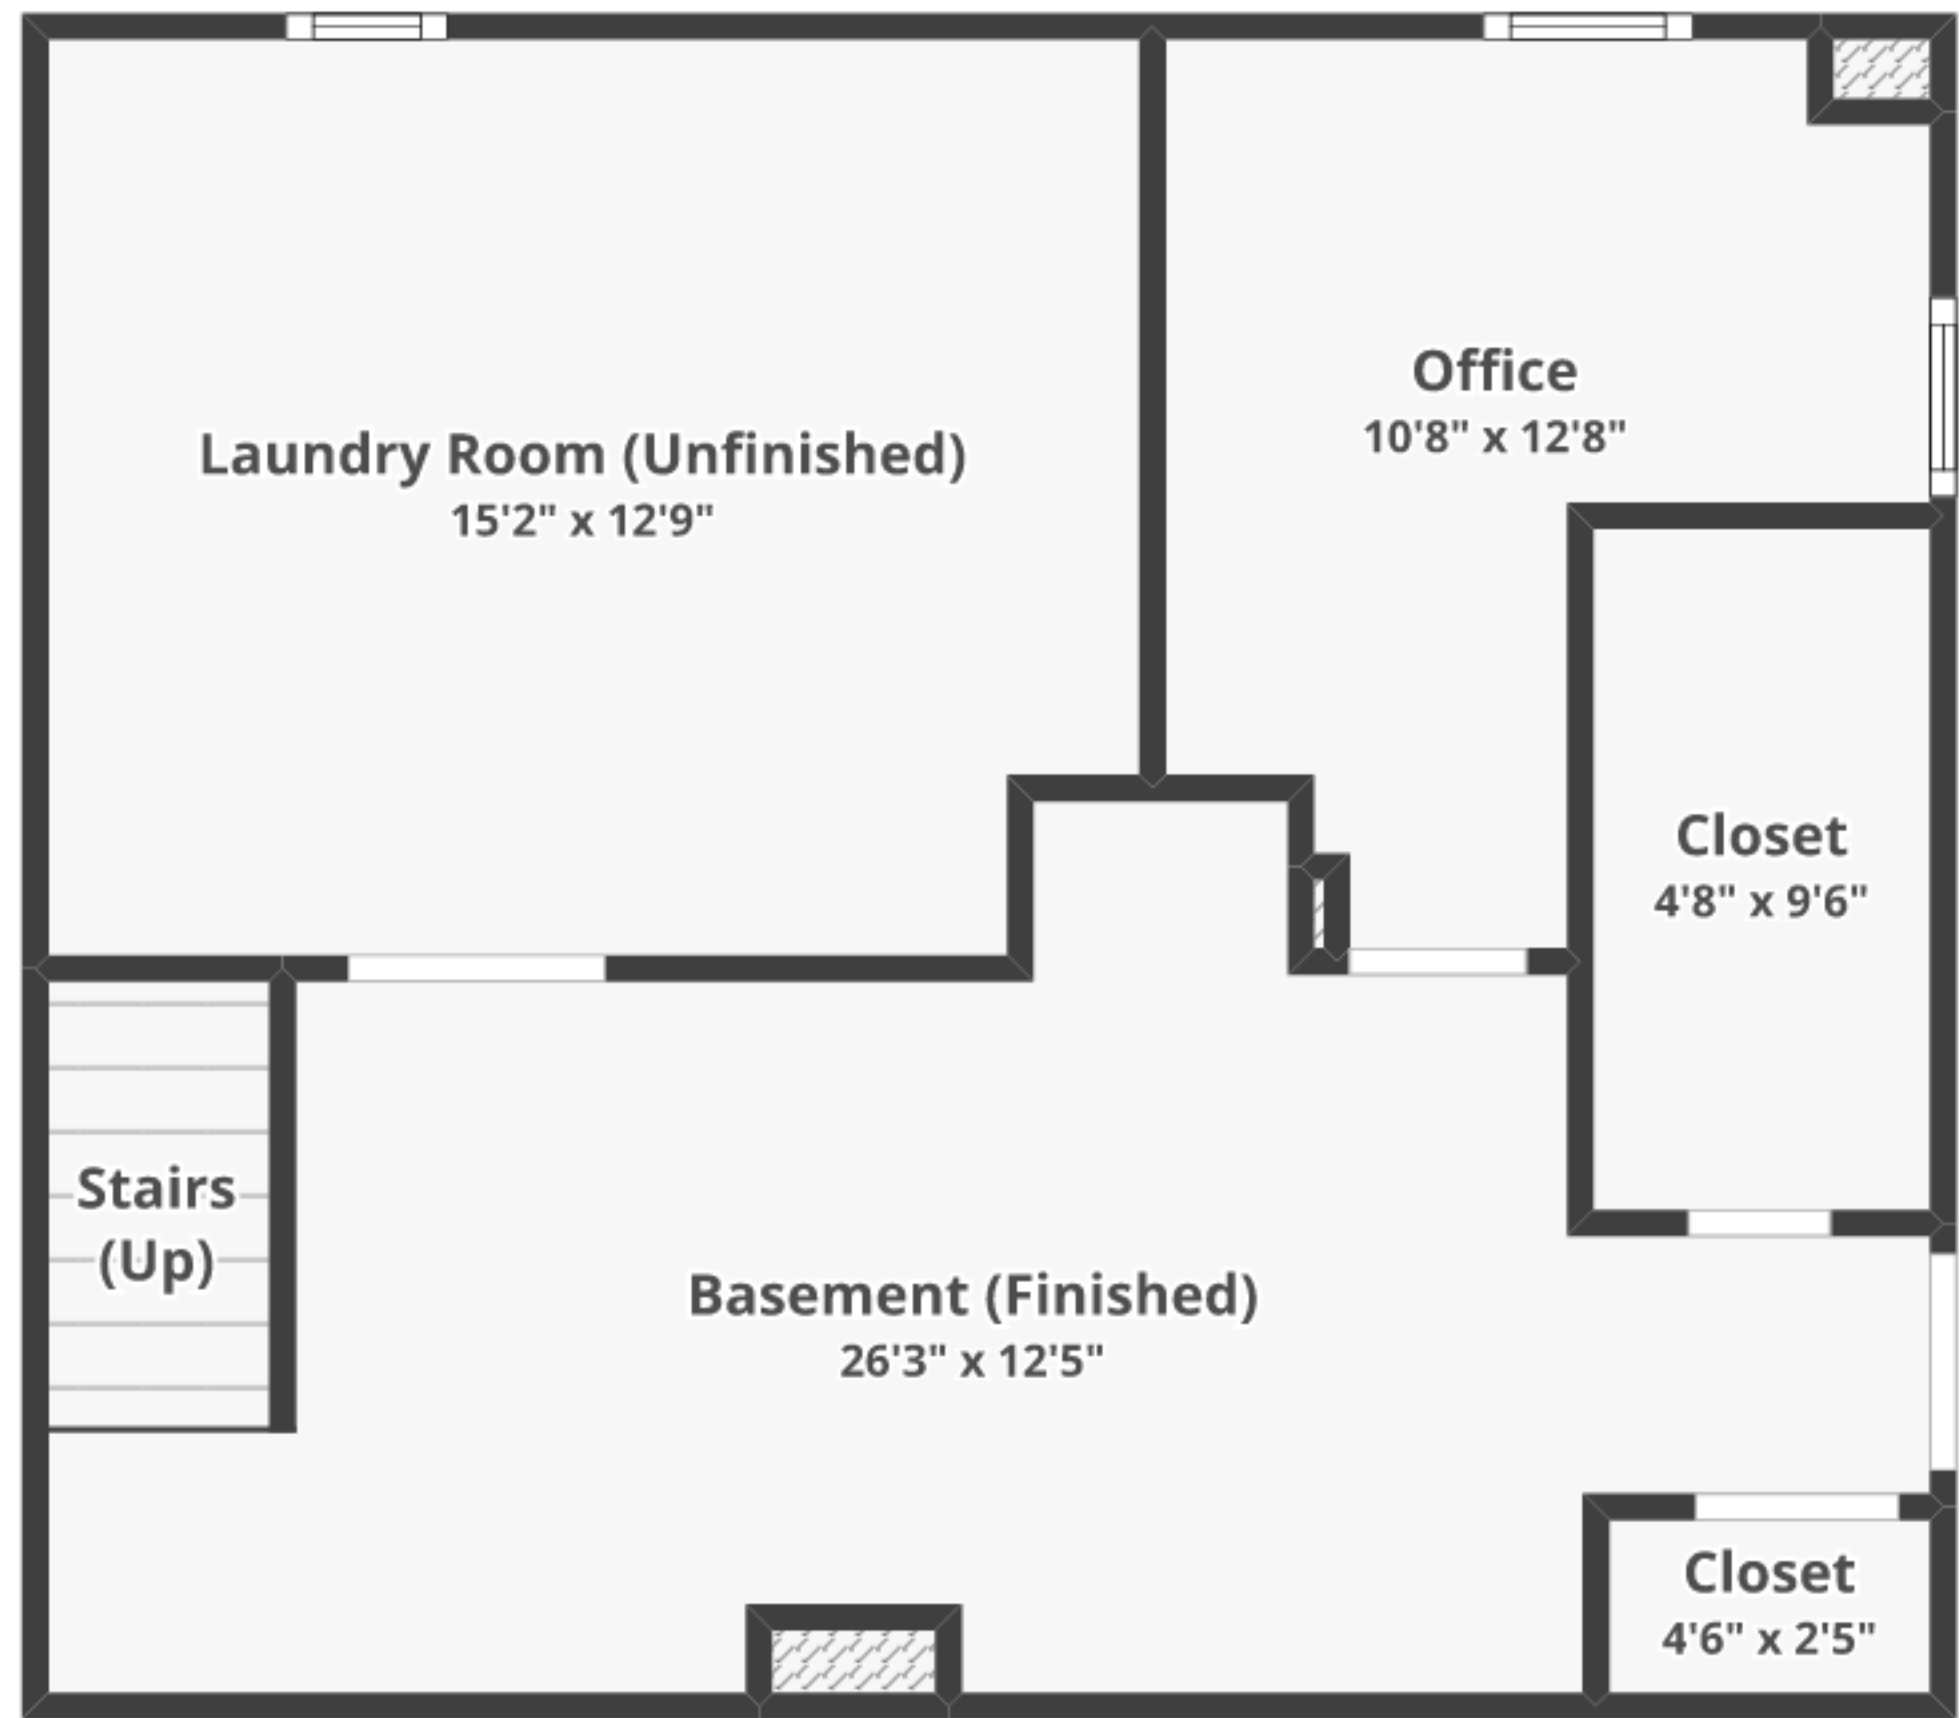 Office
10'8" x 12'8"
Laundry Room (Unfinished)
15'2" x 12'9"
Closet
4'8" x 9'6"
Stairs
(Up)
Basement (Finished)
26'3" x 12'5"
Closet
4'6" x 2'5"